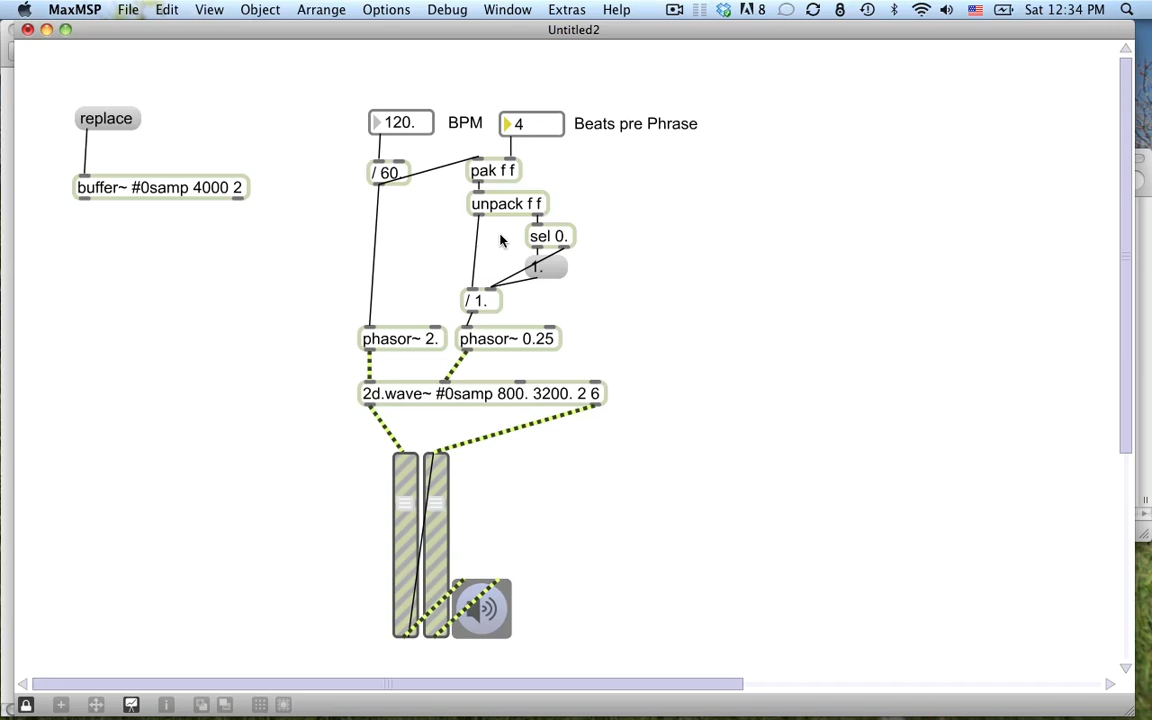 MaxMSP File Edit View Object Arrange Options Debug Window Extras Help 8 Sat 12:34 PM
Untitled2
replace
120. BPM 4 Beats pre Phrase
/ 60. pak f f
buffer~ #0samp 4000 2
unpack f f
sel 0.
1.
/ 1.
phasor~ 2. phasor~ 0.25
2d.wave~ #0samp 800. 3200. 2 6